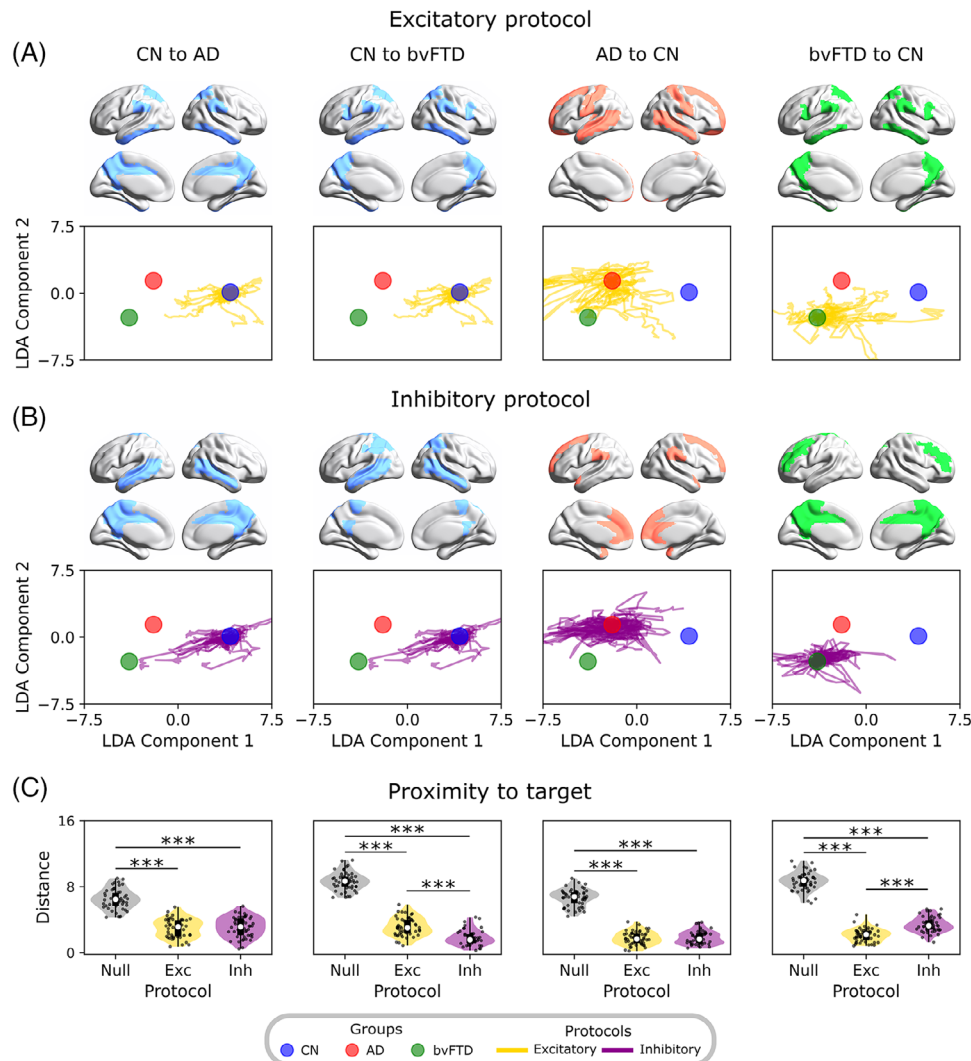 Excitatory protocol
(A)
CN to AD
CN to bvFTD
AD to CN
bvFTD to CN
LDA Component 2
7.5
0.0
−7.5
Inhibitory protocol
(B)
LDA Component 2
7.5
0.0
−7.5
−7.5 0.0 7.5
−7.5 0.0 7.5
−7.5 0.0 7.5
−7.5 0.0 7.5
LDA Component 1
LDA Component 1
LDA Component 1
LDA Component 1
(C)
Proximity to target
Distance
16
8
0
***
***
***
***
***
***
***
***
***
***
Null Exc Inh
Null Exc Inh
Null Exc Inh
Null Exc Inh
Protocol
Protocol
Protocol
Protocol
Groups
Protocols
CN AD bvFTD Excitatory Inhibitory